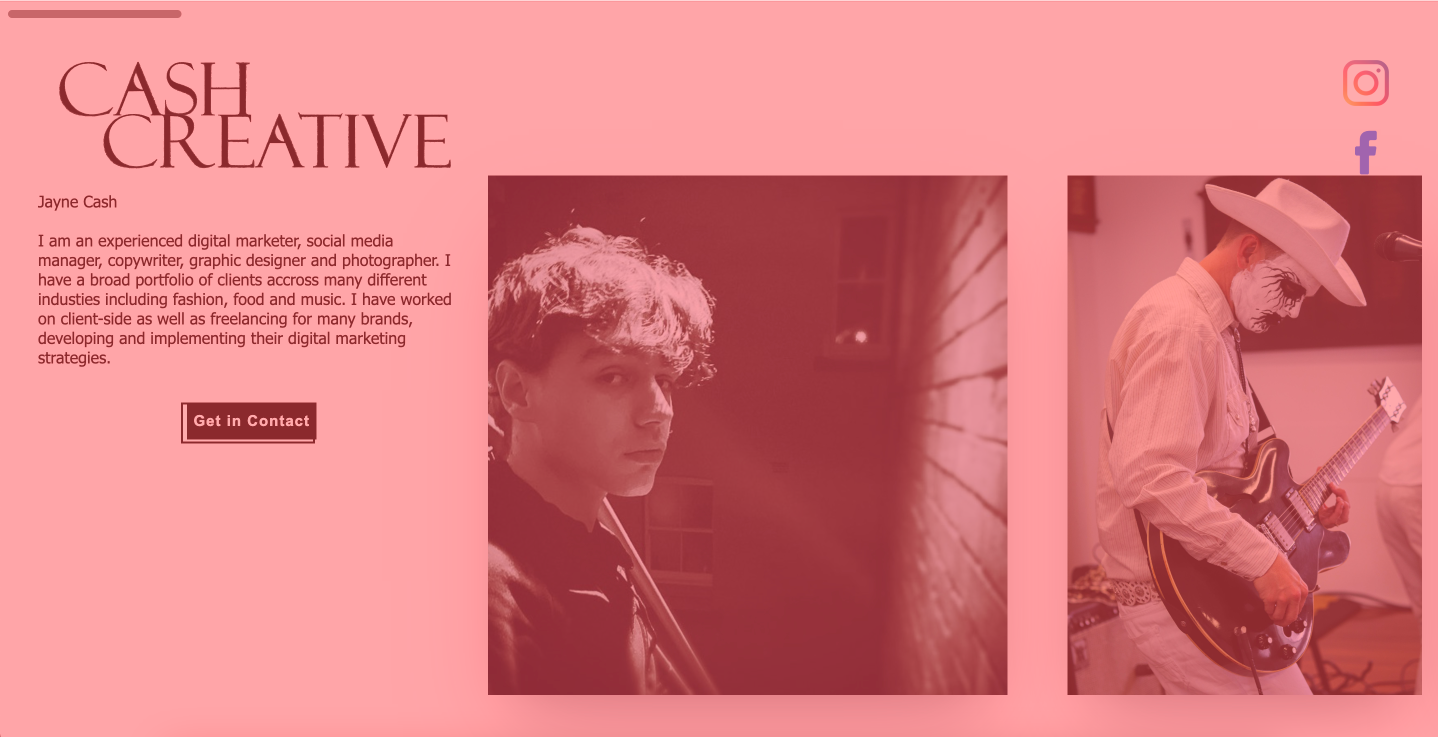 CASH
CREATIVE
Jayne Cash
I am an experienced digital marketer, social media
manager, copywriter, graphic designer and photographer. I
have a broad portfolio of clients accross many different
industies including fashion, food and music. I have worked
on client-side as well as freelancing for many brands,
developing and implementing their digital marketing
strategies.
Get in Contact